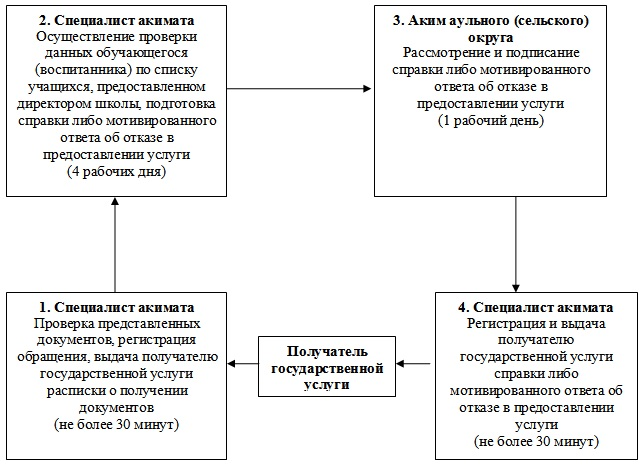 2. Специалист акимата
Осуществление проверки
данных обучающегося
(воспитанника) по списку
учащихся, предоставленном
директором школы, подготовка
справки либо мотивированного
ответа об отказе в
предоставлении услуги
(4 рабочих дня)
3. Аким аульного (сельского)
округа
Рассмотрение и подписание
справки либо мотивированного
ответа об отказе в
предоставлении услуги
(1 рабочий день)
1. Специалист акимата
Проверка представленных
документов, регистрация
обращения, выдача получателю
государственной услуги
расписки о получении
документов
(не более 30 минут)
Получатель
государственной
услуги
4. Специалист акимата
Регистрация и выдача
получателю
государственной услуги
справки либо
мотивированного ответа об
отказе в предоставлении
услуги
(не более 30 минут)